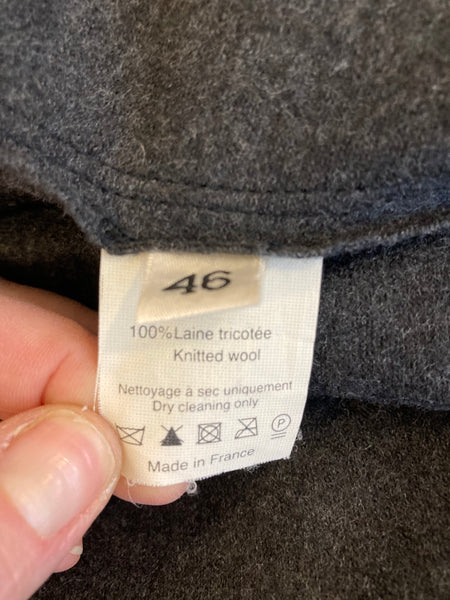 46
100%Laine tricotée
Knitted wool
Nettoyage à sec uniquement
Dry cleaning only
P
Made in France